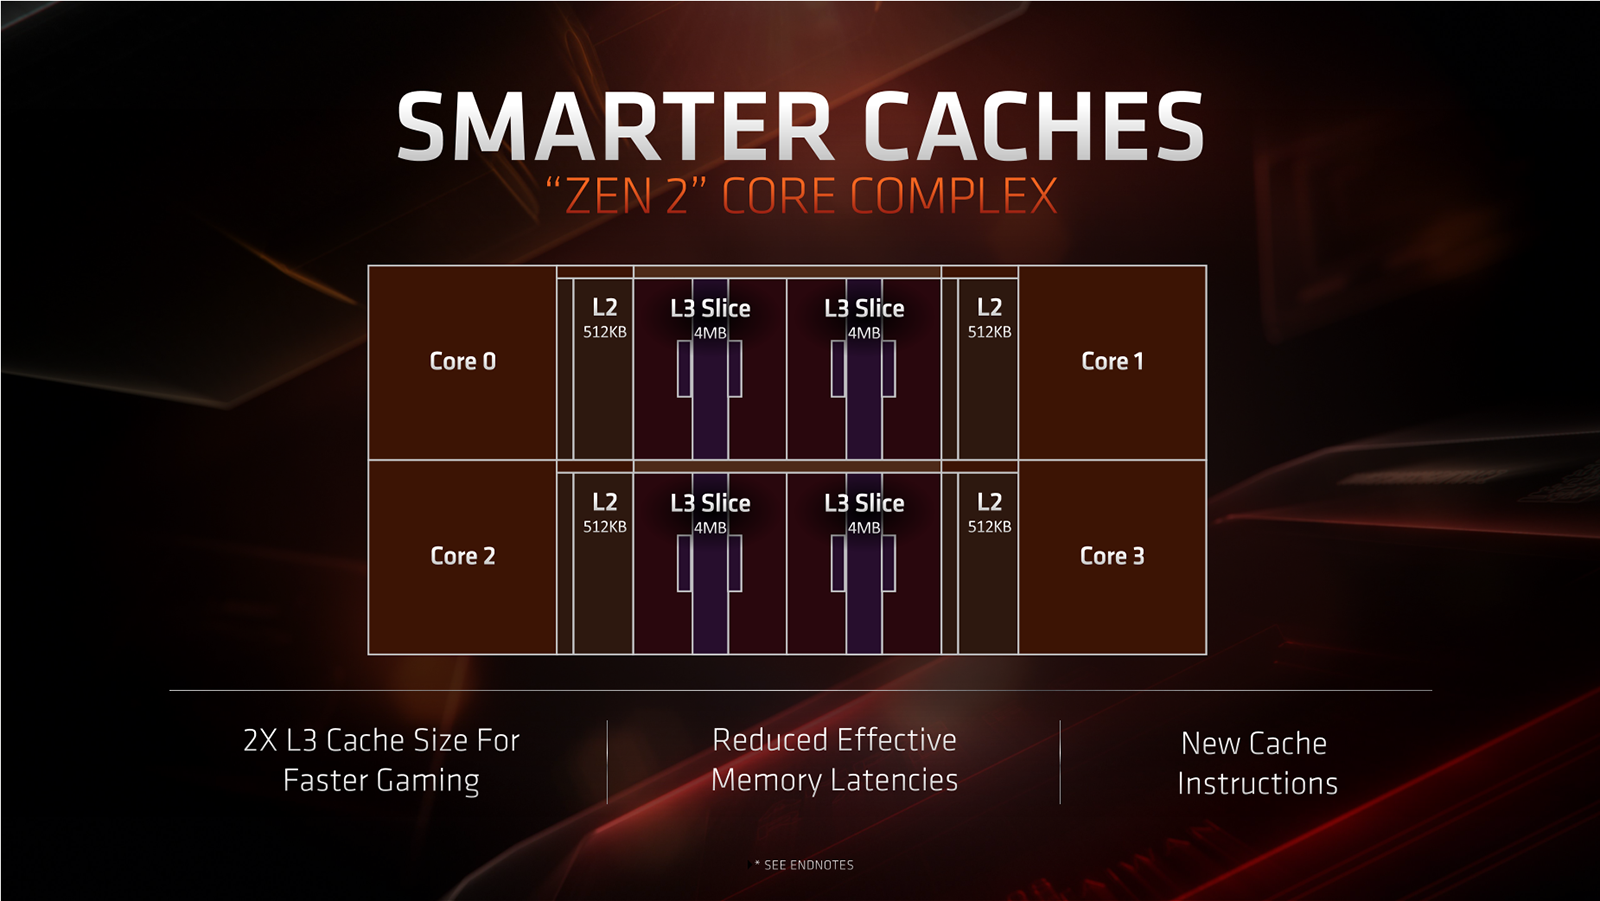 SMARTER CACHES
“ZEN 2” CORE COMPLEX
Core 0
L2
512KB
L3 Slice
4MB
L3 Slice
4MB
L2
512KB
Core 1
Core 2
L2
512KB
L3 Slice
4MB
L3 Slice
4MB
L2
512KB
Core 3
2X L3 Cache Size For
Faster Gaming
Reduced Effective
Memory Latencies
New Cache
Instructions
* SEE ENDNOTES